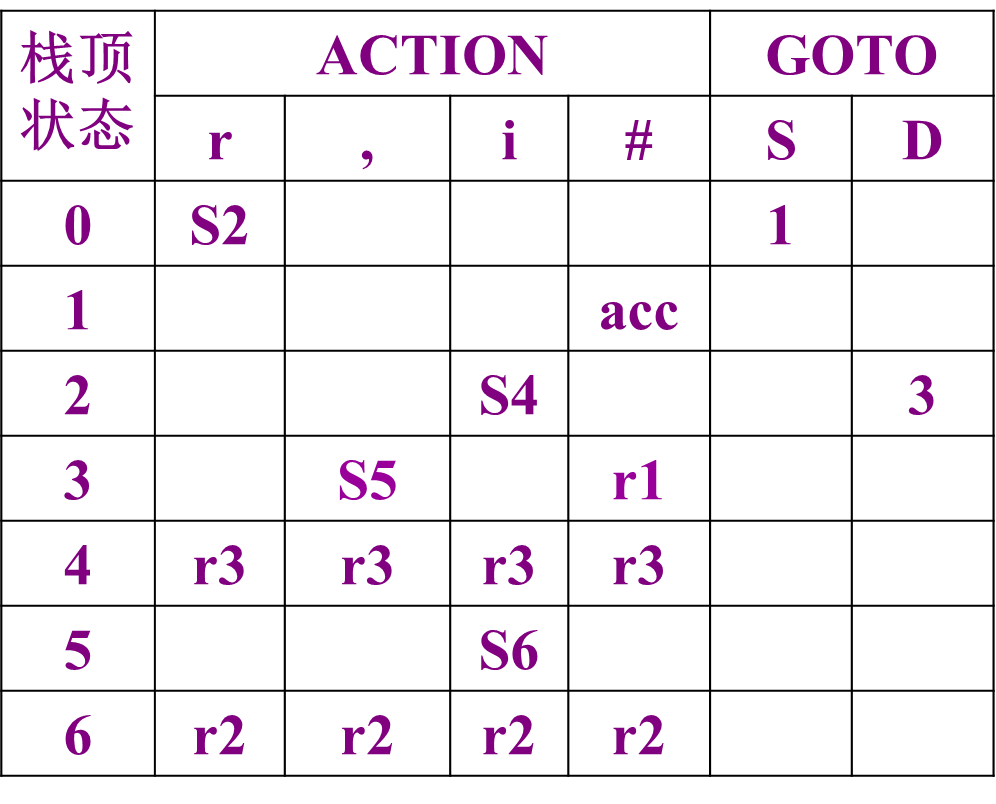 栈顶状态 ACTION GOTO
r , i # S D
0 S2 1
1 acc
2 S4 3
3 S5 r1
4 r3 r3 r3 r3
5 S6
6 r2 r2 r2 r2